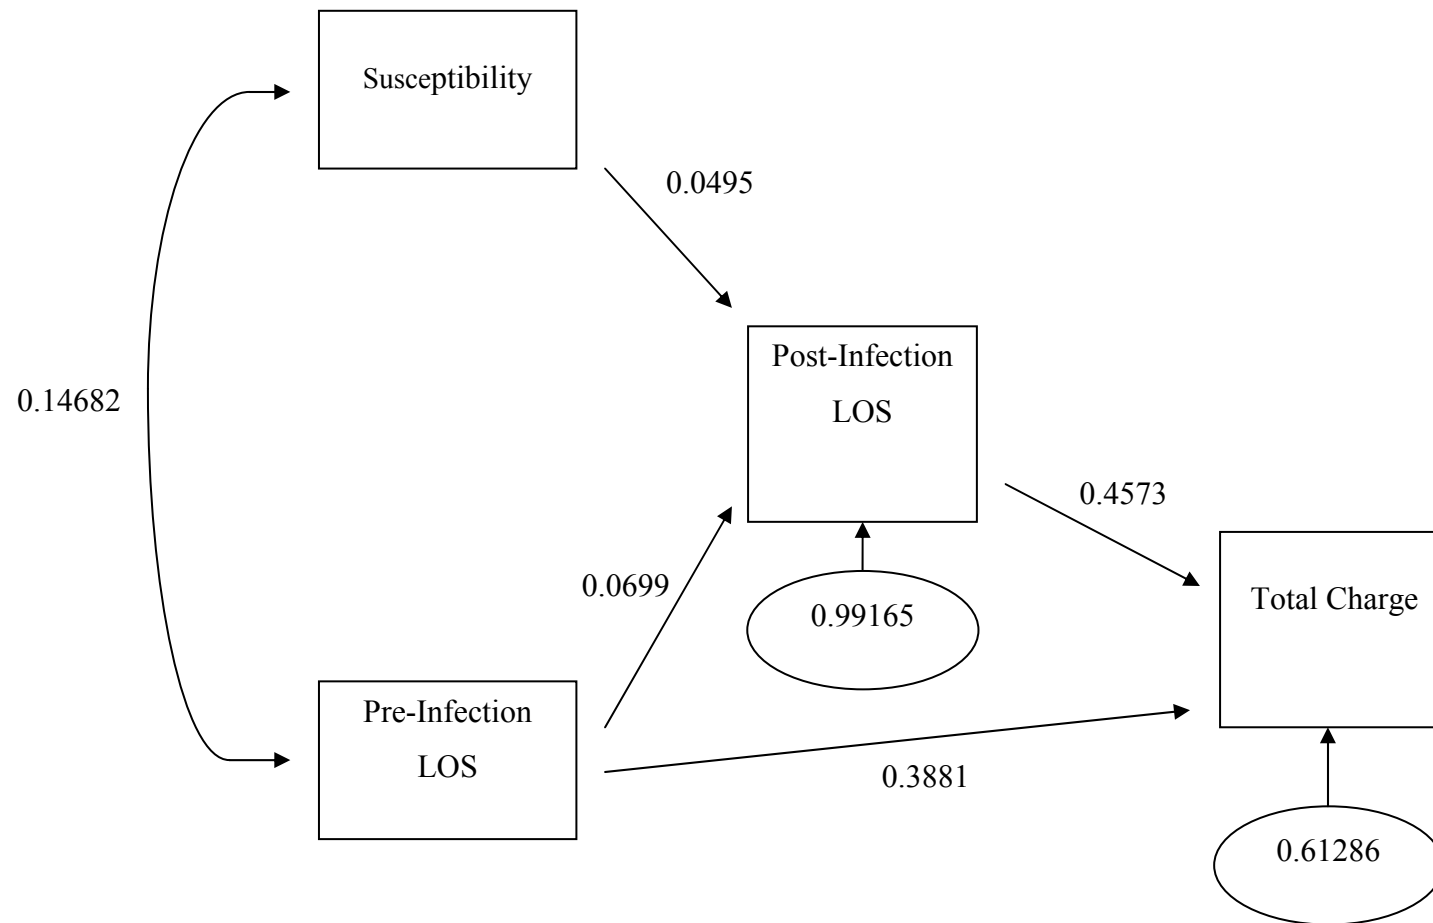 Susceptibility
0.0495
Post-Infection
LOS
0.14682
0.4573
0.0699
0.99165
Total Charge
Pre-Infection
LOS
0.3881
0.61286